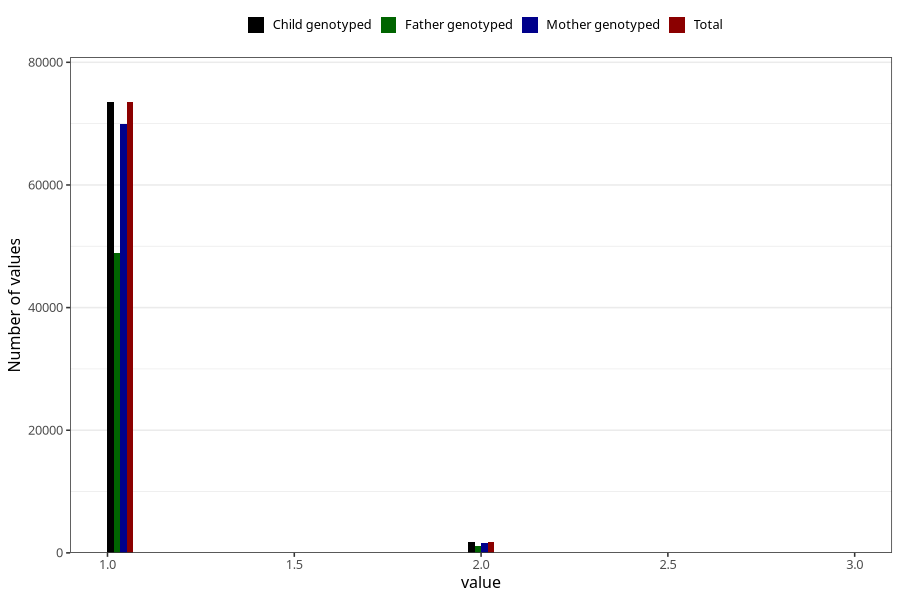 Child genotyped Father genotyped Mother genotyped Total
80000
60000
40000
20000
0
Number of values
1.0 1.5 2.0 2.5 3.0
value